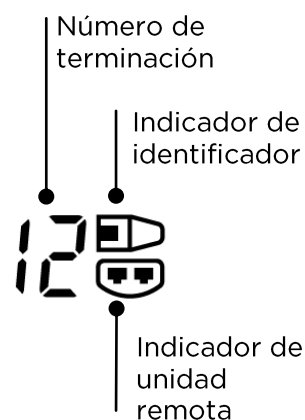 Número de
terminación
Indicador de
identificador
12
Indicador de
unidad
remota